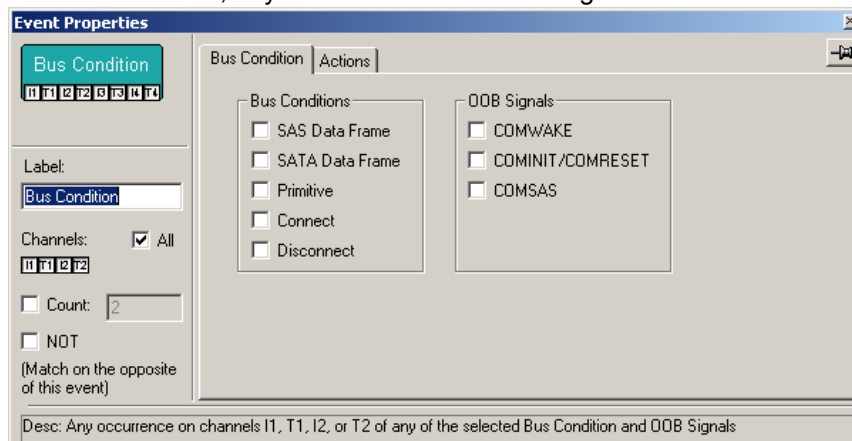 Event Properties
Bus Condition
I1 T1 I2 T2 I3 T3 I4 T4
Label:
Bus Condition
Channels: All
I1 T1 I2 T2
Count: 2
NOT
(Match on the opposite
of this event)
Bus Condition Actions
Bus Conditions
SAS Data Frame
SATA Data Frame
Primitive
Connect
Disconnect
OOB Signals
COMWAKE
COMINIT/COMRESET
COMSAS
Desc: Any occurrence on channels I1, T1, I2, or T2 of any of the selected Bus Condition and OOB Signals